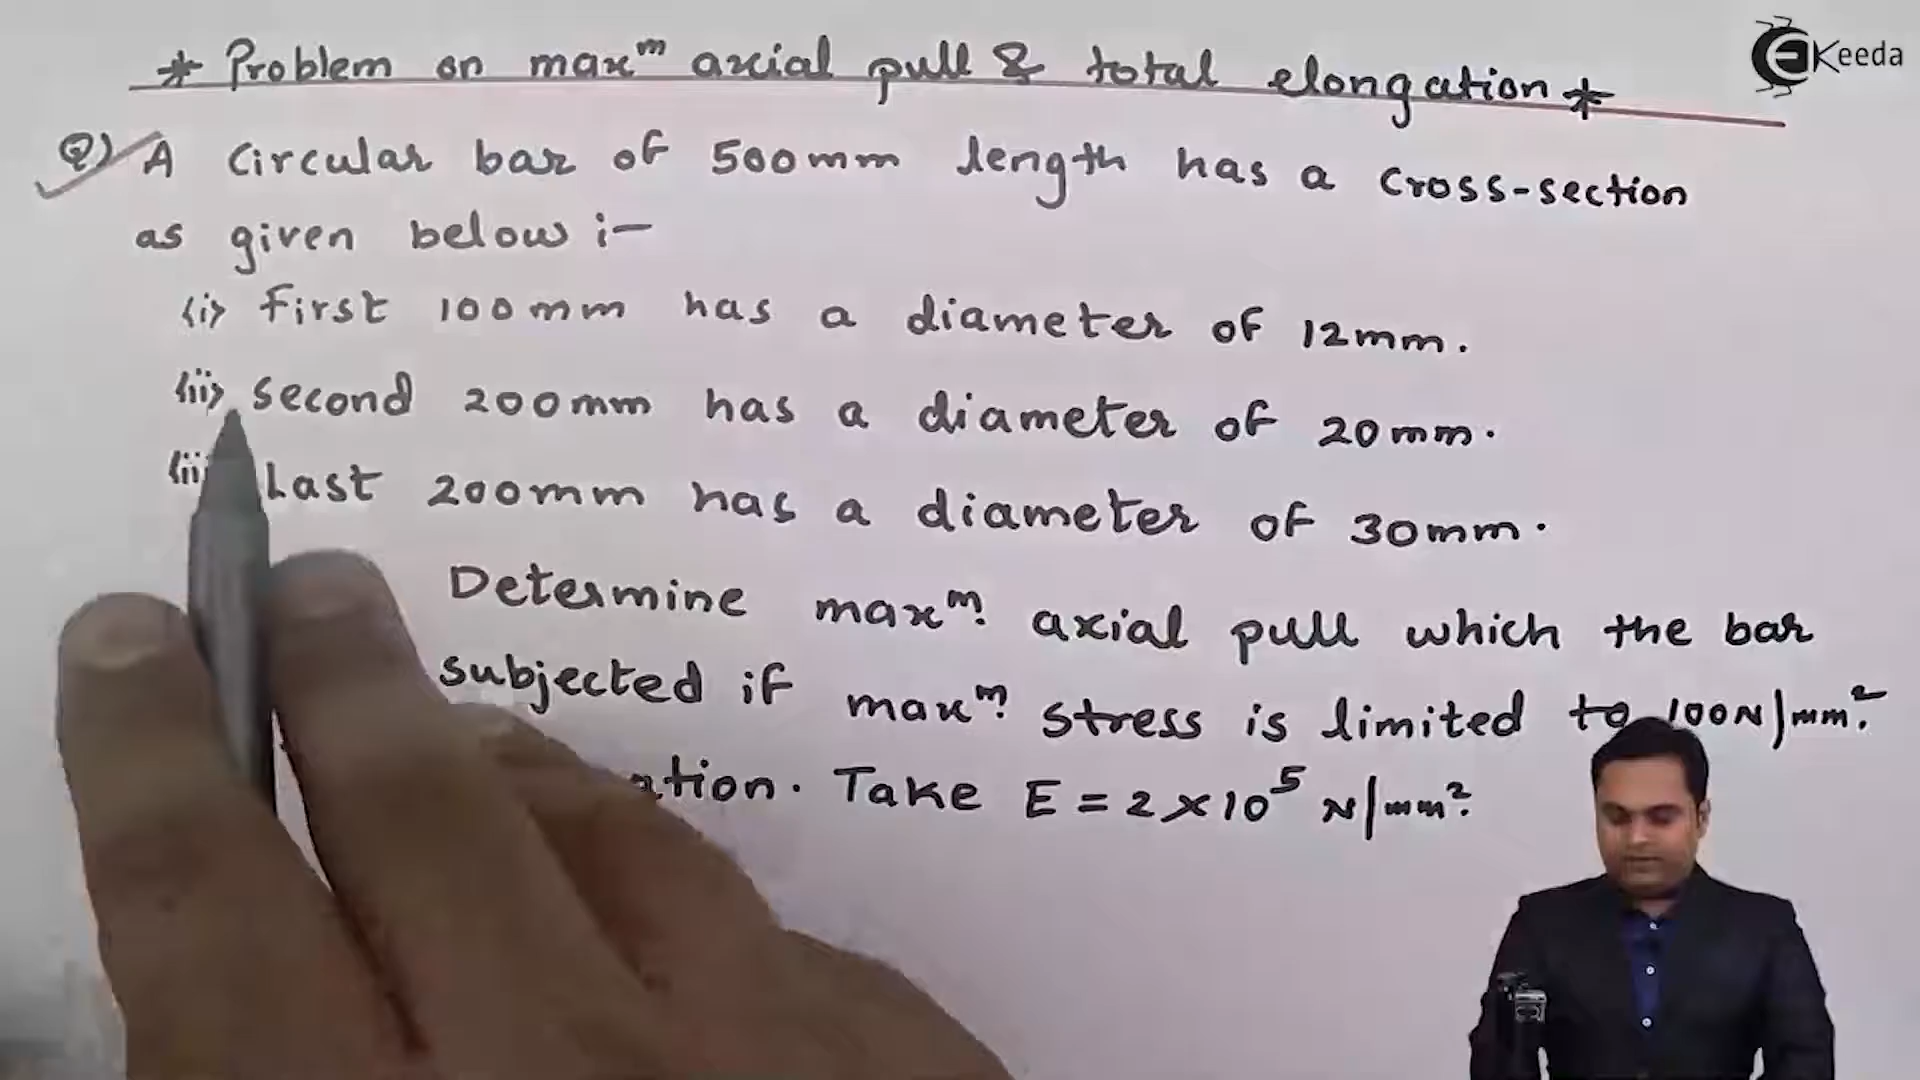 * Problem on maxᵐ axial pull & total elongation *
EKeeda
Q) A circular bar of 500mm length has a cross-section
as given below :-
(i) First 100mm has a diameter of 12mm.
(ii) Second 200mm has a diameter of 20mm.
Last 200mm has a diameter of 30mm.
Determine maxᵐ. axial pull which the bar
subjected if maxᵐ. stress is limited to 100N/mm².
Take E = 2 × 10⁵ N/mm².